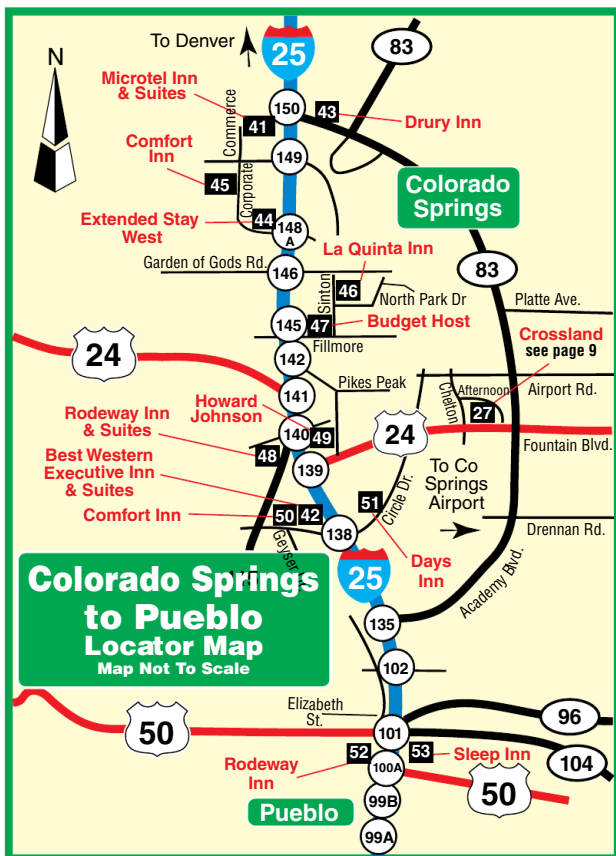 To Denver
25
83
N
Microtel Inn
& Suites
150
43
Drury Inn
41
Commerce
Comfort
Inn
149
45
Corporate
Colorado
Springs
Extended Stay
West
44
148
A
La Quinta Inn
83
Garden of Gods Rd.
146
Sinton
46
North Park Dr
Platte Ave.
145
47
Budget Host
Fillmore
Crossland
see page 9
24
142
Pikes Peak
Chelton
Afternoon
Airport Rd.
141
27
Howard
Johnson
Rodeway Inn
& Suites
140
49
24
Fountain Blvd.
48
139
Best Western
Executive Inn
& Suites
To Co
Springs
Airport
Circle Dr.
51
Comfort Inn
50
42
138
Drennan Rd.
Geyser
Days
Inn
25
Academy Blvd.
Colorado Springs
to Pueblo
Locator Map
Map Not To Scale
135
102
Elizabeth
St.
96
50
101
52
53
Sleep Inn
104
Rodeway
Inn
100A
50
99B
Pueblo
99A